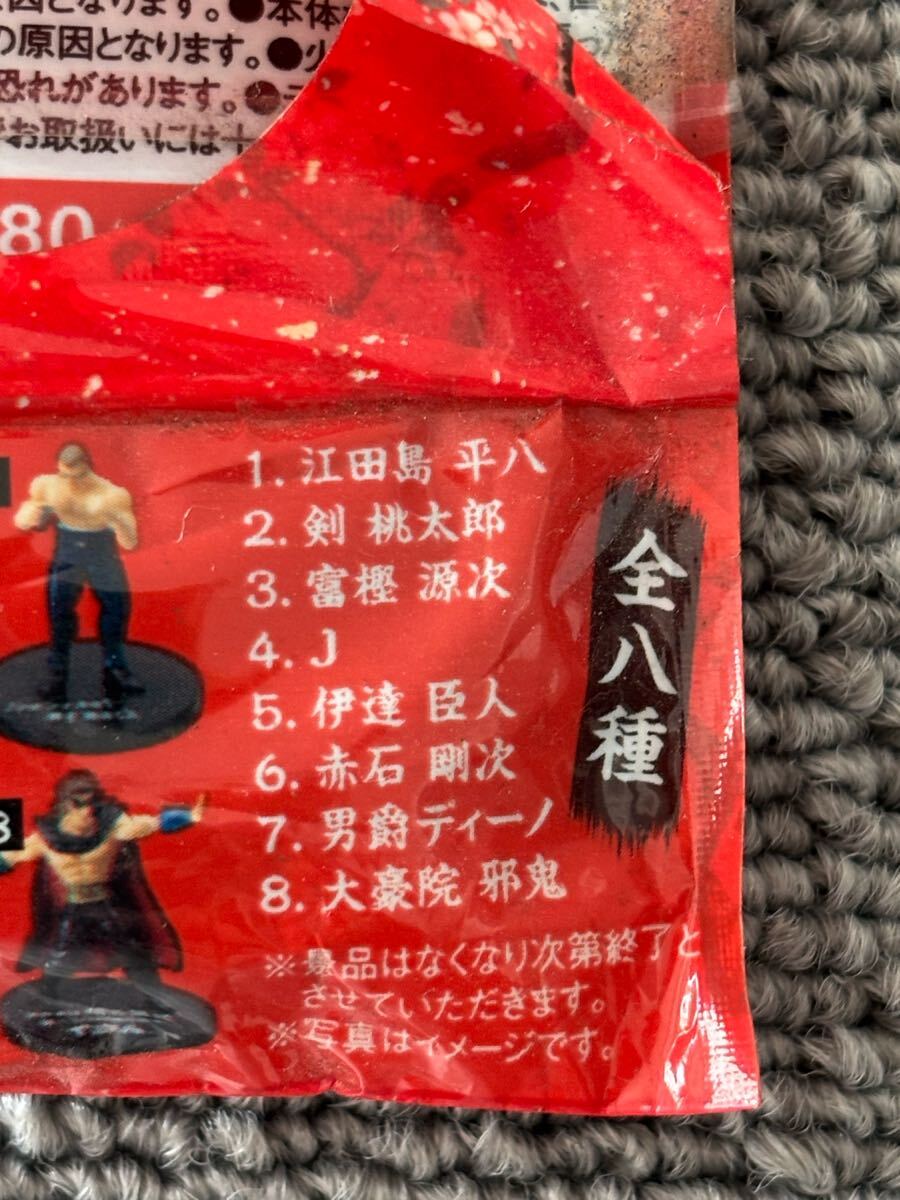 因となります。●本体
の原因となります。●火
恐れがあります。●
お取扱いには十
80
1. 江田島 平八
2. 剣 桃太郎
3. 富樫 源次
4. J
5. 伊達 臣人
6. 赤石 剛次
7. 男爵ディーノ
8. 大豪院 邪鬼
全八種
8
※景品はなくなり次第終了と
させていただきます。
※写真はイメージです。